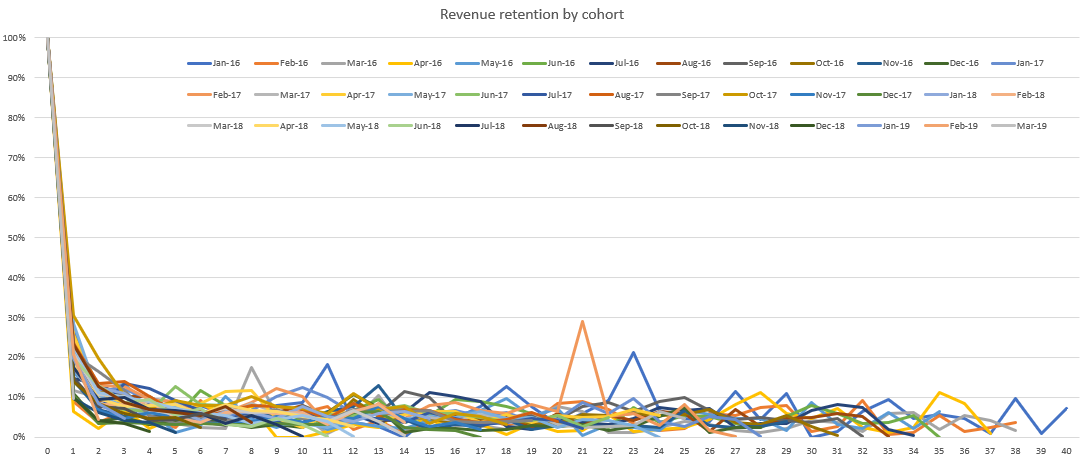 Revenue retention by cohort
100%
Jan-16 Feb-16 Mar-16 Apr-16 May-16 Jun-16 Jul-16 Aug-16 Sep-16 Oct-16 Nov-16 Dec-16 Jan-17
90%
Feb-17 Mar-17 Apr-17 May-17 Jun-17 Jul-17 Aug-17 Sep-17 Oct-17 Nov-17 Dec-17 Jan-18 Feb-18
80%
Mar-18 Apr-18 May-18 Jun-18 Jul-18 Aug-18 Sep-18 Oct-18 Nov-18 Dec-18 Jan-19 Feb-19 Mar-19
70%
60%
50%
40%
30%
20%
10%
0%
0 1 2 3 4 5 6 7 8 9 10 11 12 13 14 15 16 17 18 19 20 21 22 23 24 25 26 27 28 29 30 31 32 33 34 35 36 37 38 39 40